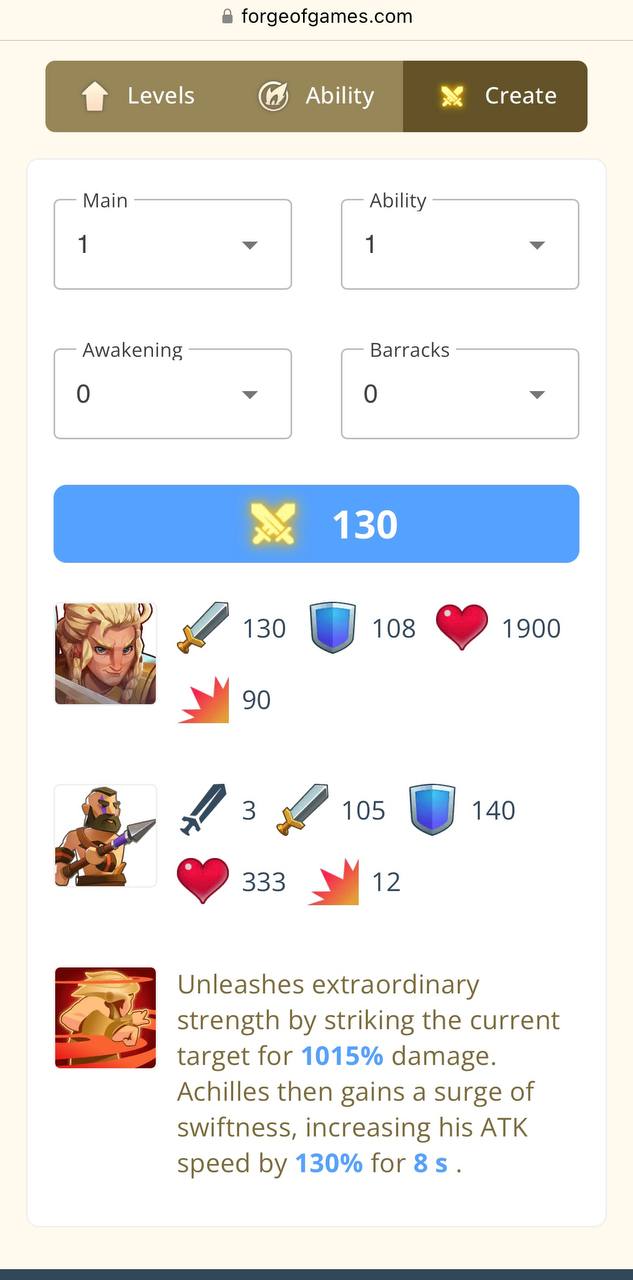 forgeofgames.com
Levels Ability Create
Main Ability
1 1
Awakening Barracks
0 0
130
130 108 1900
90
3 105 140
333 12
Unleashes extraordinary
strength by striking the current
target for 1015% damage.
Achilles then gains a surge of
swiftness, increasing his ATK
speed by 130% for 8 s .